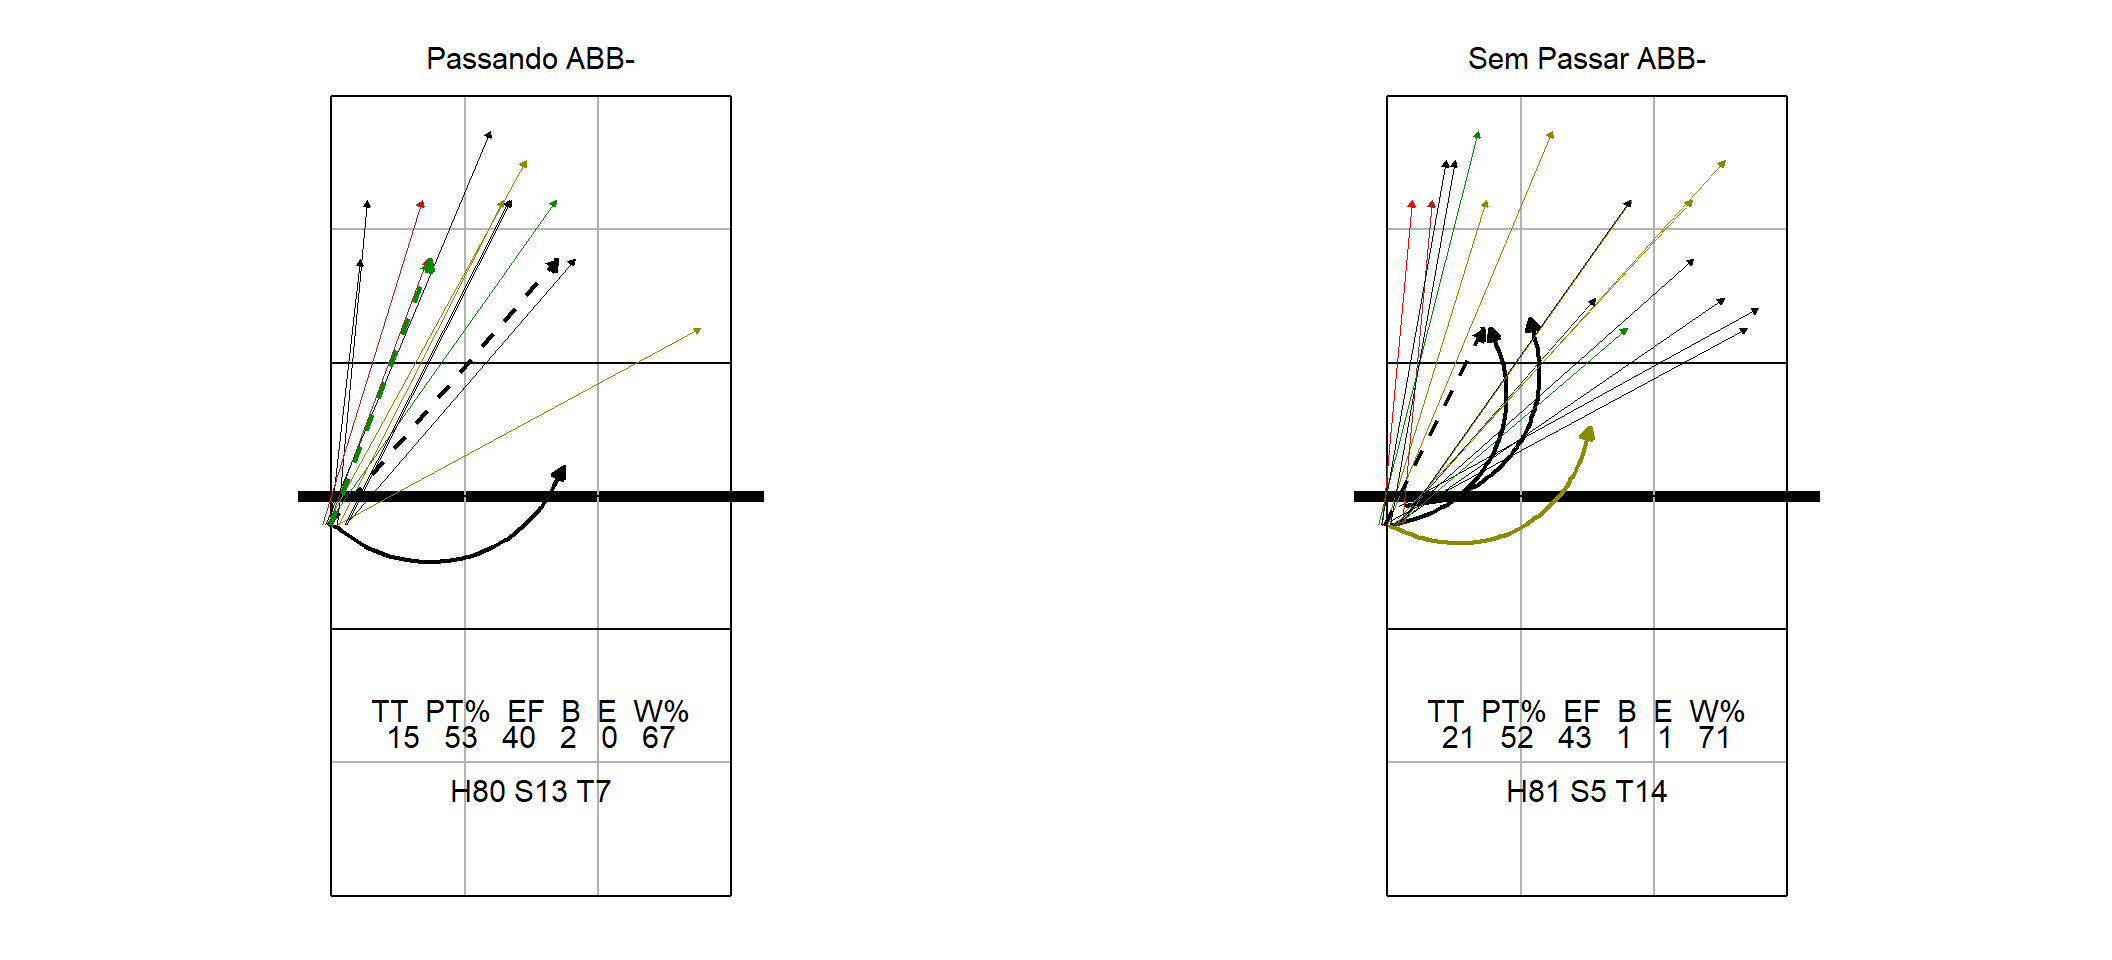 Passando ABB-
TT PT% EF B E W%
15 53 40 2 0 67
H80 S13 T7
Sem Passar ABB-
TT PT% EF B E W%
21 52 43 1 1 71
H81 S5 T14